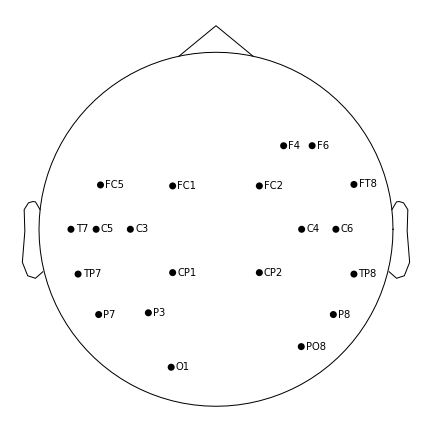 F4 F6
FC5 FC1 FC2 FT8
T7 C5 C3 C4 C6
TP7 CP1 CP2 TP8
P7 P3 P8
PO8
O1